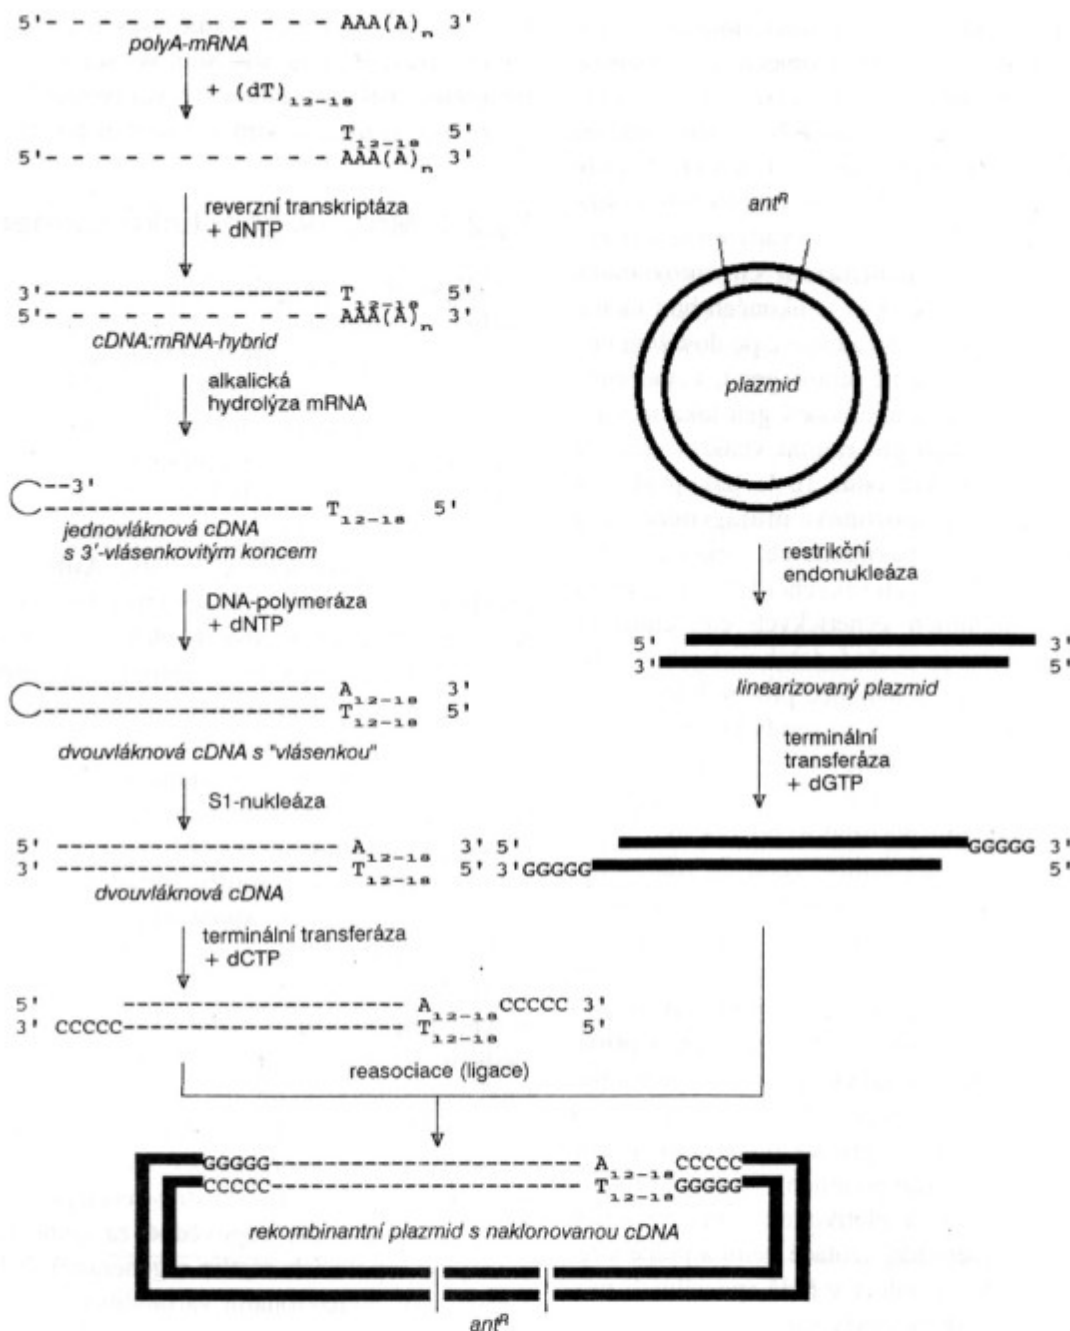 5'- - - - - - - - - - - - -AAA(A)n 3'
polyA-mRNA
+ (dT)12-18
T12-18 5'
5'- - - - - - - - - - - - -AAA(A)n 3'
reverzní transkriptáza
+ dNTP
3'--------------------T12-18 5'
5'--------------------AAA(A)n 3'
cDNA:mRNA-hybrid
alkalická
hydrolýza mRNA
--3'
--------------------T12-18 5'
jednovláknová cDNA
s 3'-vlásenkovitým koncem
DNA-polymeráza
+ dNTP
--------------------A12-18 3'
--------------------T12-18 5'
dvouvláknová cDNA s "vlásenkou"
S1-nukleáza
5' --------------------A12-18 3'
3' --------------------T12-18 5'
dvouvláknová cDNA
terminální transferáza
+ dCTP
5' --------------------A12-18CCCCC 3'
3' CCCCC--------------------T12-18 5'
antR
plazmid
restrikční
endonukleáza
5' 3'
3' 5'
linearizovaný plazmid
terminální
transferáza
+ dGTP
5' GGGGG 3'
3'GGGGG 5'
reasociace (ligace)
GGGGG--------------------A12-18CCCCC
CCCCC--------------------T12-18GGGGG
rekombinantní plazmid s naklonovanou cDNA
antR